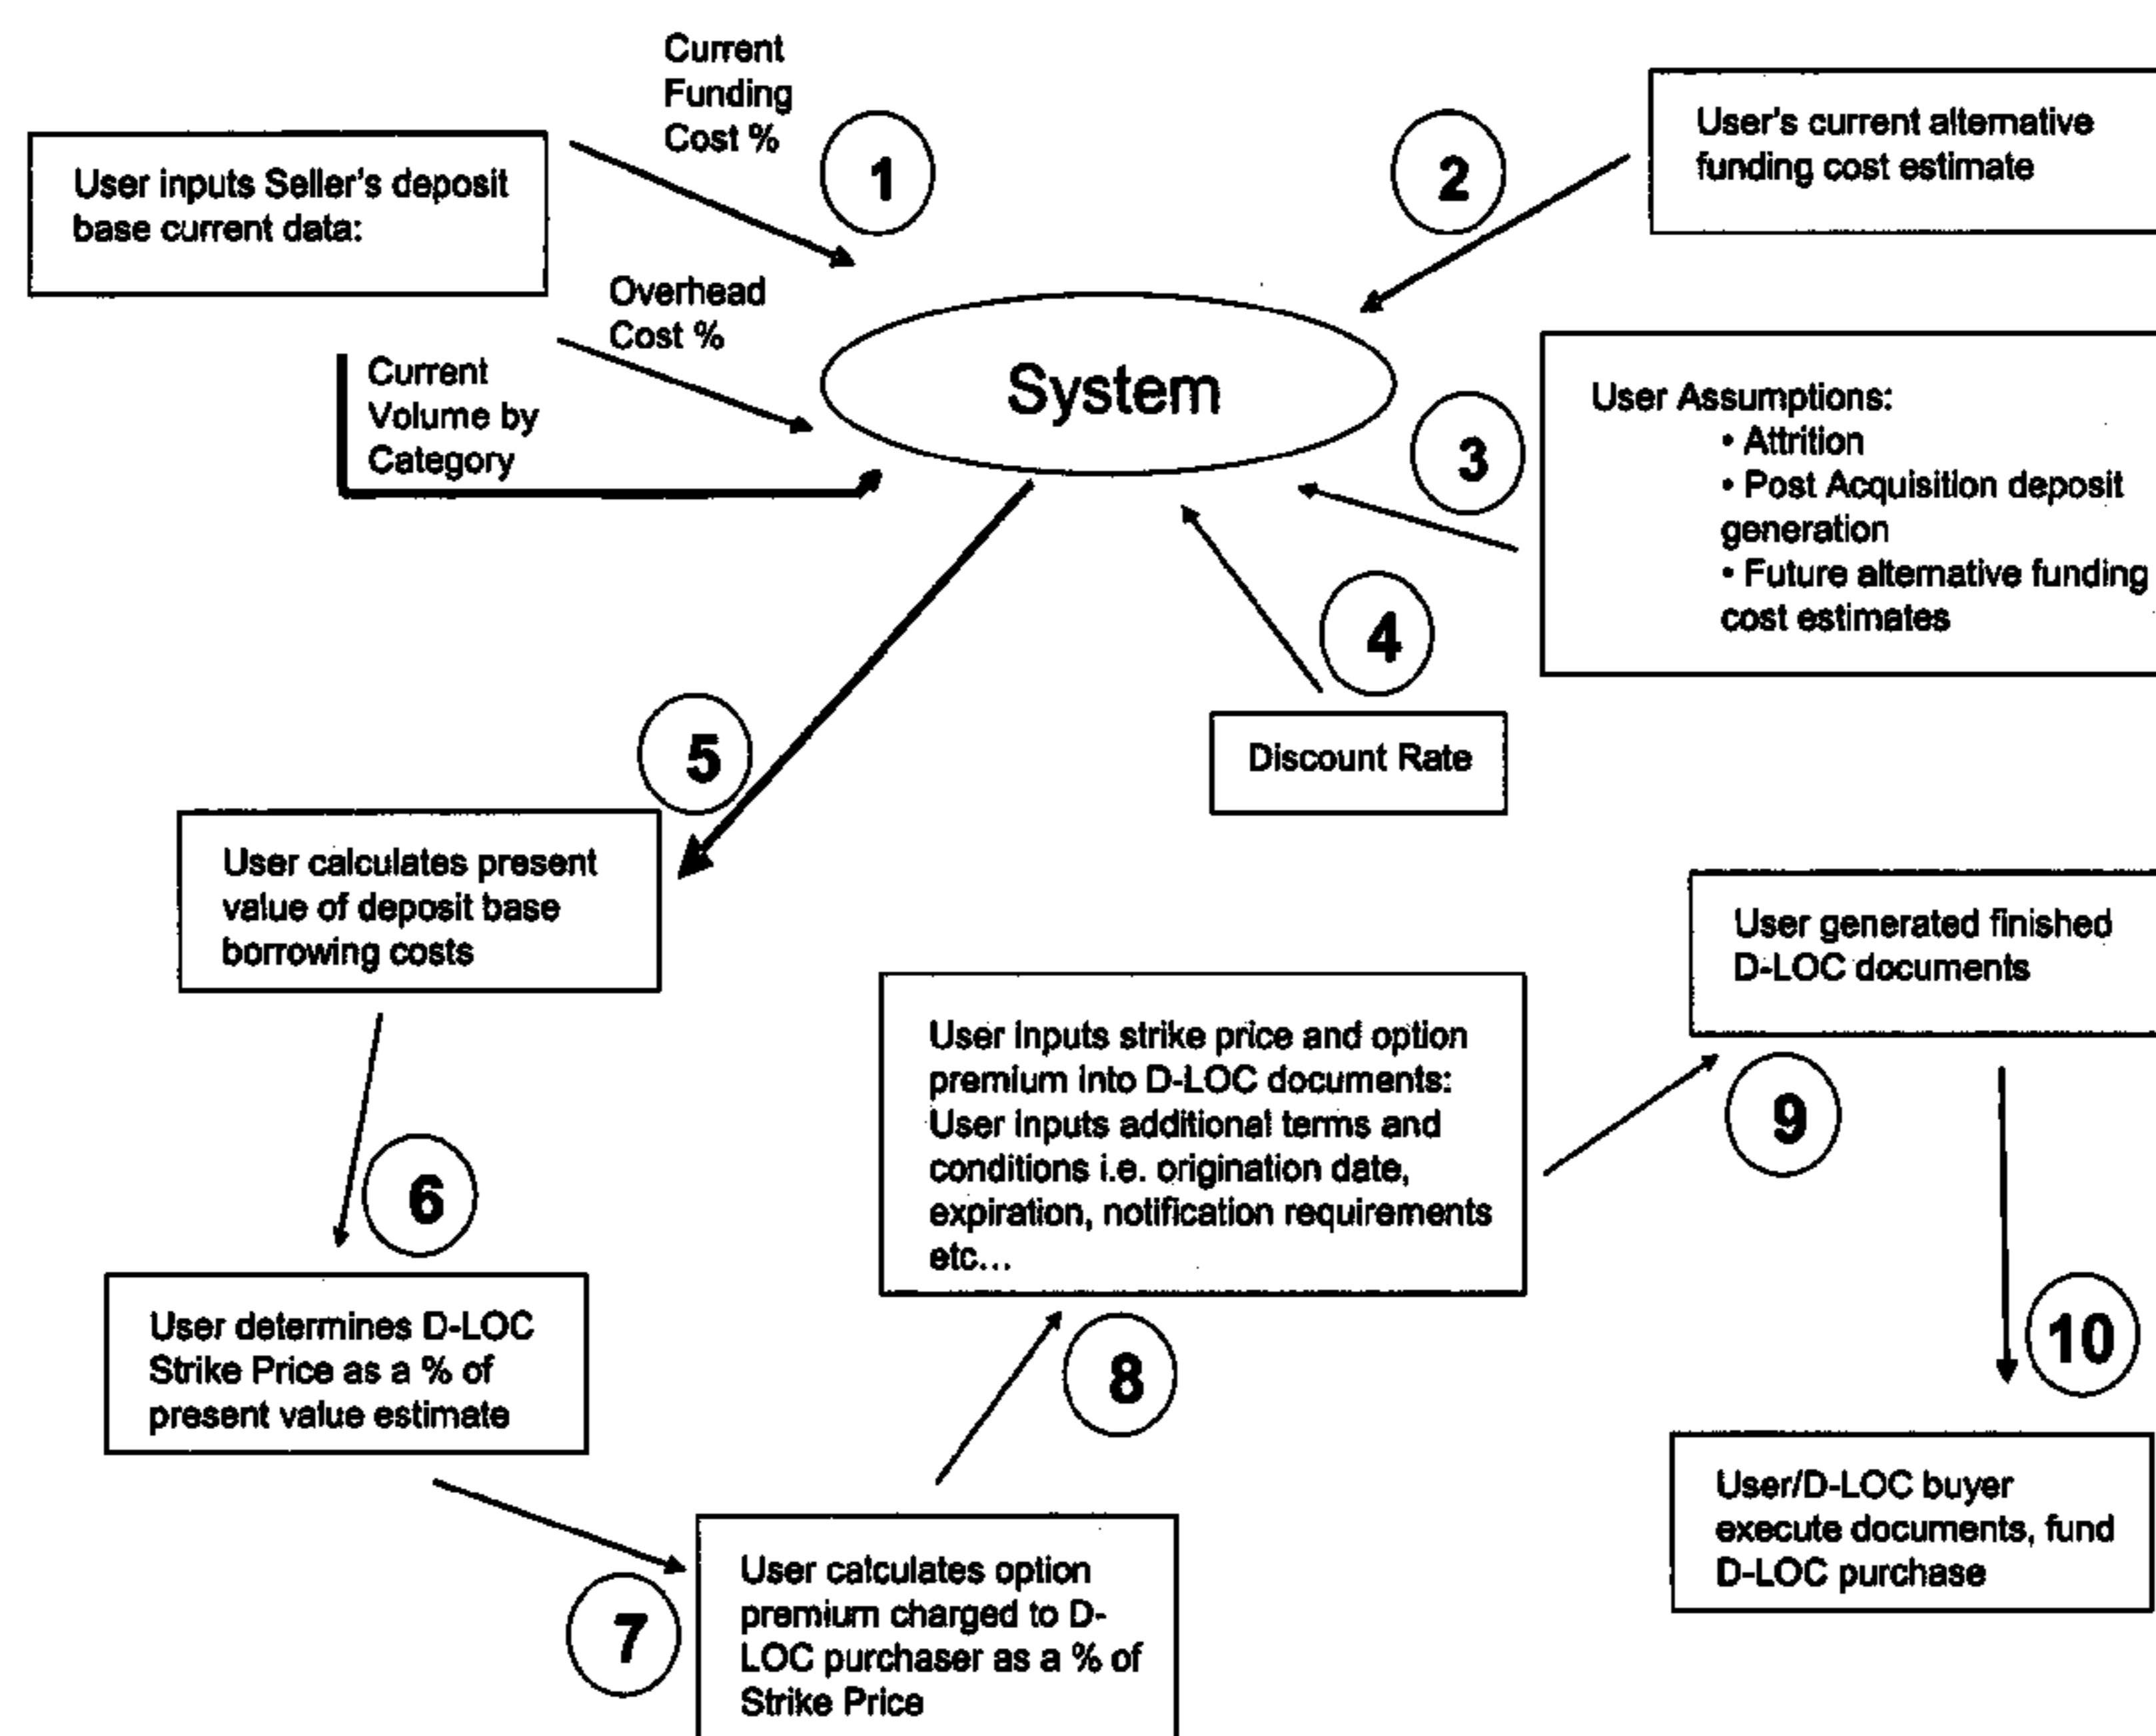 Current
Funding
Cost %
1
User inputs Seller's deposit
base current data:
2
User's current alternative
funding cost estimate
Overhead
Cost %
Current
Volume by
Category
System
3
User Assumptions:
• Attrition
• Post Acquisition deposit
generation
• Future alternative funding
cost estimates
4
Discount Rate
5
User calculates present
value of deposit base
borrowing costs
6
User determines D-LOC
Strike Price as a % of
present value estimate
7
User calculates option
premium charged to D-
LOC purchaser as a % of
Strike Price
8
User inputs strike price and option
premium into D-LOC documents:
User inputs additional terms and
conditions i.e. origination date,
expiration, notification requirements
etc...
9
User generated finished
D-LOC documents
10
User/D-LOC buyer
execute documents, fund
D-LOC purchase